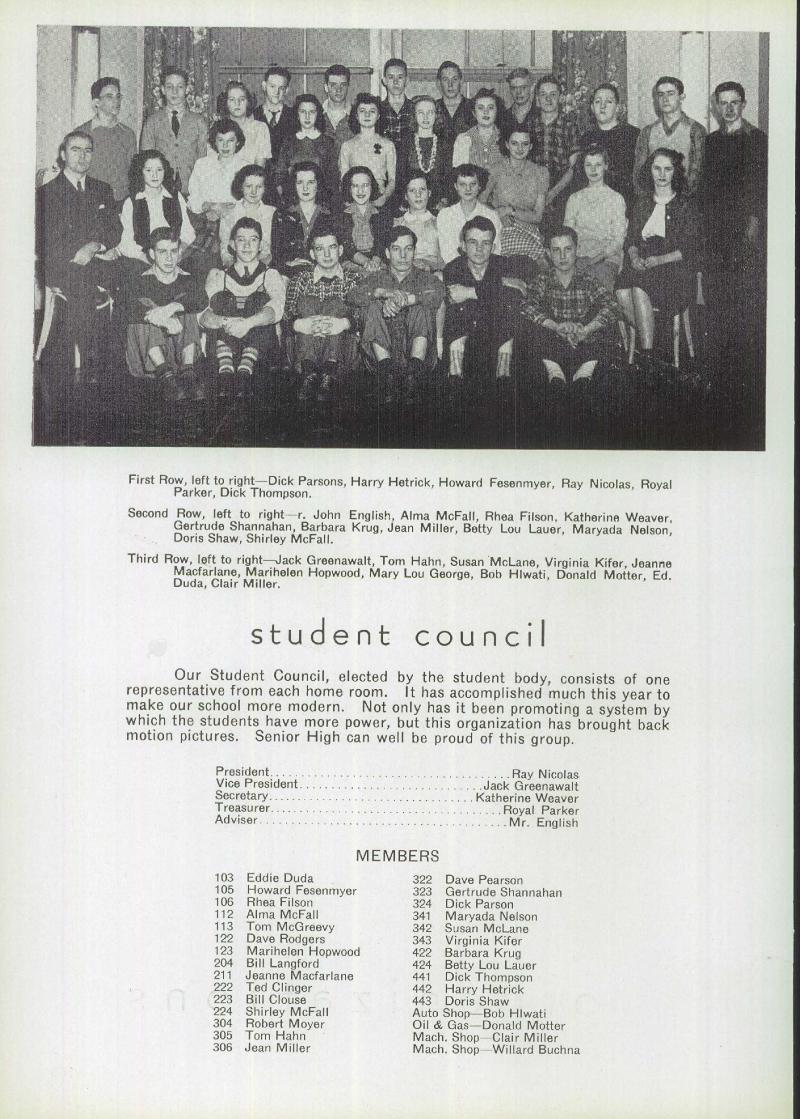 First Row, left to right—Dick Parsons, Harry Hetrick, Howard Fesenmyer, Ray Nicolas, Royal
Parker, Dick Thompson.
Second Row, left to right—r. John English, Alma McFall, Rhea Filson, Katherine Weaver,
Gertrude Shannahan, Barbara Krug, Jean Miller, Betty Lou Lauer, Maryada Nelson,
Doris Shaw, Shirley McFall.
Third Row, left to right—Jack Greenawalt, Tom Hahn, Susan McLane, Virginia Kifer, Jeanne
Macfarlane, Marihelen Hopwood, Mary Lou George, Bob Hlwati, Donald Motter, Ed.
Duda, Clair Miller.
student council
Our Student Council, elected by the student body, consists of one
representative from each home room. It has accomplished much this year to
make our school more modern. Not only has it been promoting a system by
which the students have more power, but this organization has brought back
motion pictures. Senior High can well be proud of this group.
President....................................Ray Nicolas
Vice President...........................Jack Greenawalt
Secretary...............................Katherine Weaver
Treasurer...................................Royal Parker
Adviser......................................Mr. English
MEMBERS
103 Eddie Duda
105 Howard Fesenmyer
106 Rhea Filson
112 Alma McFall
113 Tom McGreevy
122 Dave Rodgers
123 Marihelen Hopwood
204 Bill Langford
211 Jeanne Macfarlane
222 Ted Clinger
223 Bill Clouse
224 Shirley McFall
304 Robert Moyer
305 Tom Hahn
306 Jean Miller
322 Dave Pearson
323 Gertrude Shannahan
324 Dick Parson
341 Maryada Nelson
342 Susan McLane
343 Virginia Kifer
422 Barbara Krug
424 Betty Lou Lauer
441 Dick Thompson
442 Harry Hetrick
443 Doris Shaw
Auto Shop—Bob Hlwati
Oil & Gas—Donald Motter
Mach. Shop—Clair Miller
Mach. Shop—Willard Buchna